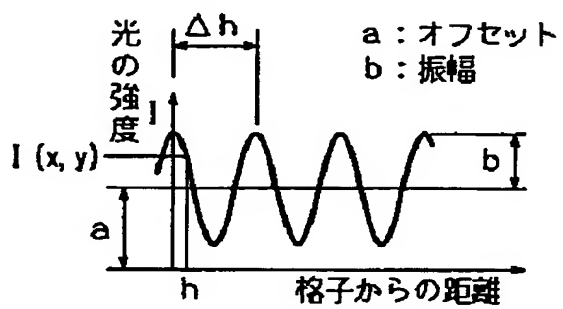 光の強度 I
Δh
a：オフセット
b：振幅
I (x, y)
a
b
h
格子からの距離